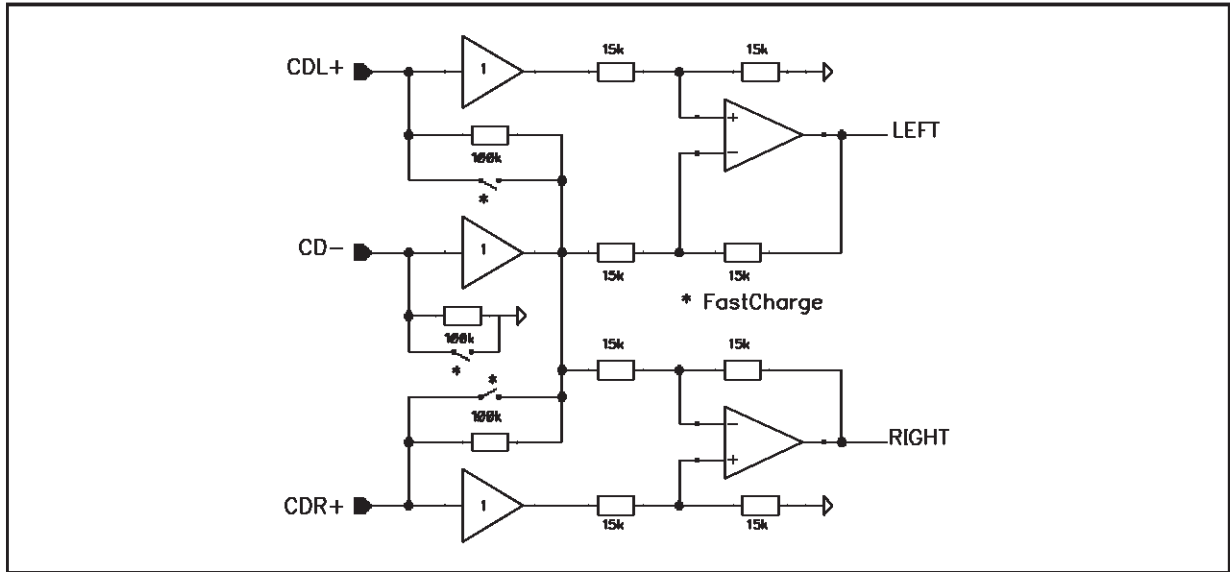 15k 15k
CDL+ 1
+ LEFT
100k -
*
CD- 1
15k 15k
* FastCharge
100k 15k 15k
* *
100k -
RIGHT
+
CDR+ 1
15k 15k